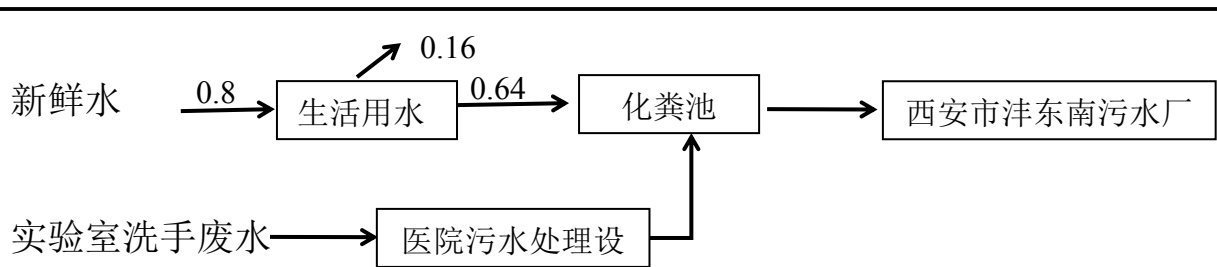 0.16
新鲜水
0.8
生活用水
0.64
化粪池
西安市沣东南污水厂
实验室洗手废水
医院污水处理设